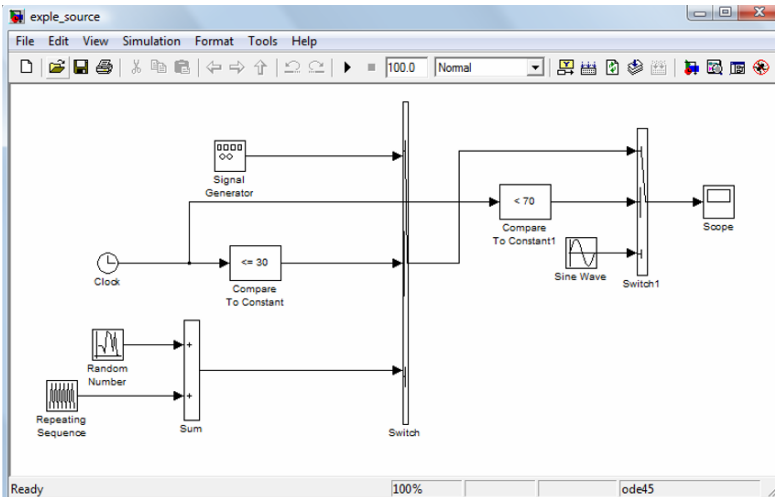 exple_source
File Edit View Simulation Format Tools Help
100.0 Normal
Signal
Generator
< 70
Compare
To Constant1
Scope
Clock
<= 30
Compare
To Constant
Sine Wave
Switch1
Random
Number
+
+
Repeating
Sequence
Sum
Switch
Ready 100% ode45